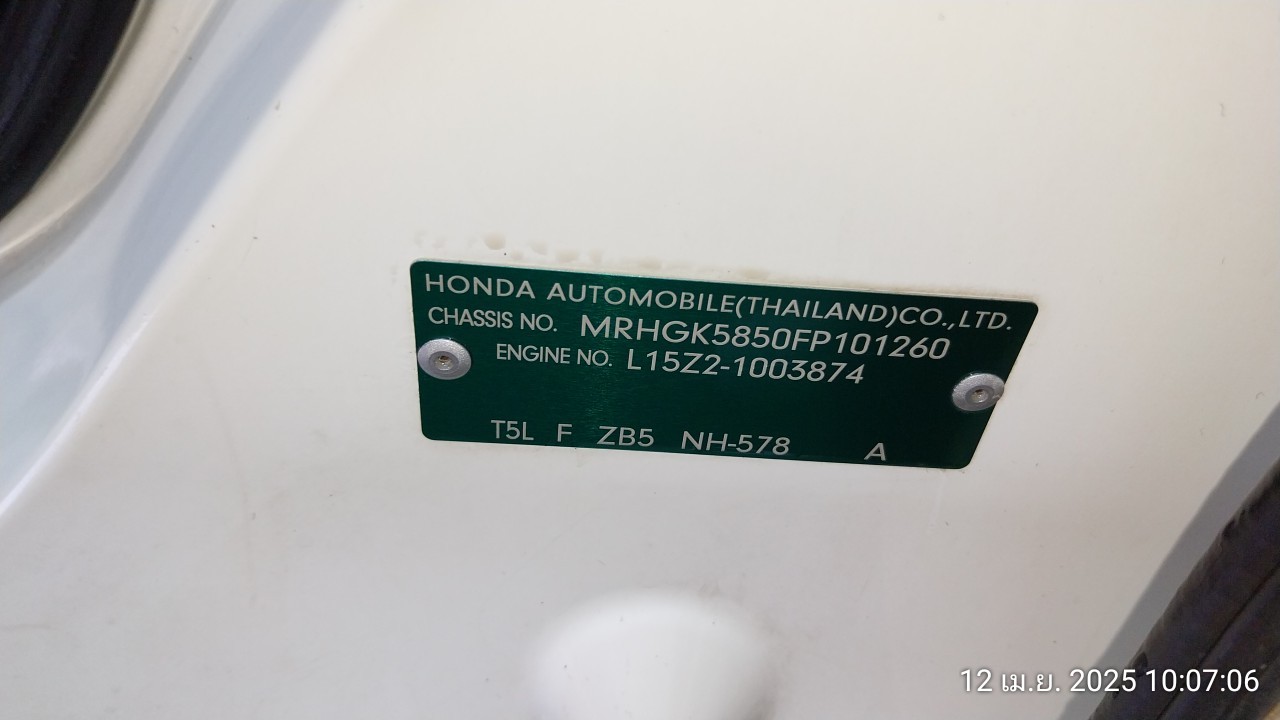 HONDA AUTOMOBILE(THAILAND)CO.,LTD.
CHASSIS NO. MRHGK5850FP101260
ENGINE NO. L15Z2-1003874
T5L F ZB5 NH-578 A
12 เม.ย. 2025 10:07:06